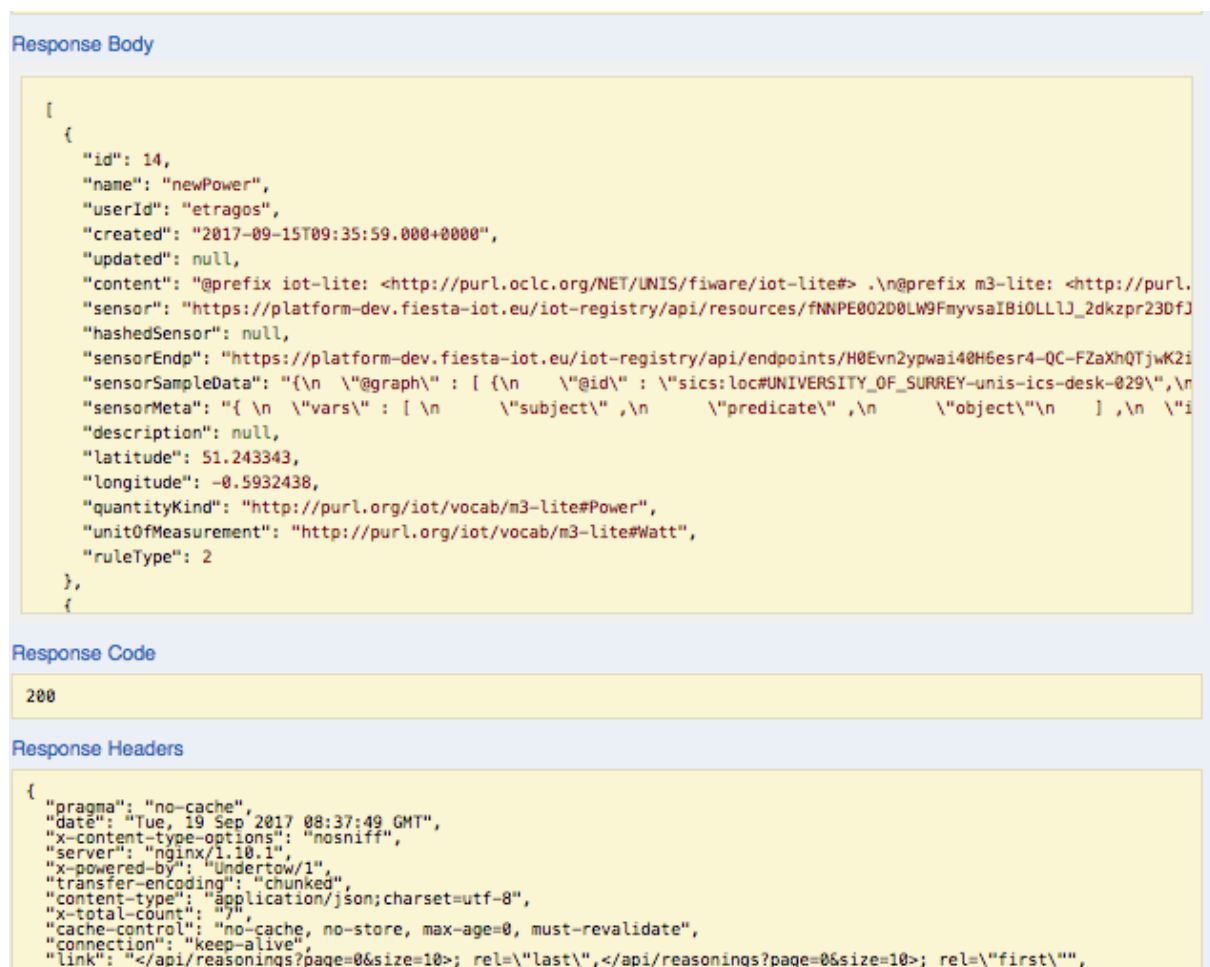 Response Body
[
{
"id": 14,
"name": "newPower",
"userId": "etragos",
"created": "2017-09-15T09:35:59.000+0000",
"updated": null,
"content": "@prefix iot-lite: <http://purl.oclc.org/NET/UNIS/fiware/iot-lite#> .\n@prefix m3-lite: <http://purl.
"sensor": "https://platform-dev.fiesta-iot.eu/iot-registry/api/resources/fNNPE0O2D0LW9FmyvsaIBiOLLlJ_2dkzpr23DfJ
"hashedSensor": null,
"sensorEndp": "https://platform-dev.fiesta-iot.eu/iot-registry/api/endpoints/H0Evn2ypwai40H6esr4-QC-FZaXhQTjwK2i
"sensorSampleData": "{\n  \"@graph\" : [ {\n    \"@id\" : \"sics:loc#UNIVERSITY_OF_SURREY-unis-ics-desk-029\",\n
"sensorMeta": "{ \n  \"vars\" : [ \n      \"subject\" ,\n      \"predicate\" ,\n      \"object\"\n    ] ,\n  \"i
"description": null,
"latitude": 51.243343,
"longitude": -0.5932438,
"quantityKind": "http://purl.org/iot/vocab/m3-lite#Power",
"unitOfMeasurement": "http://purl.org/iot/vocab/m3-lite#Watt",
"ruleType": 2
},
{
Response Code
200
Response Headers
{
"pragma": "no-cache",
"date": "Tue, 19 Sep 2017 08:37:49 GMT",
"x-content-type-options": "nosniff",
"server": "nginx/1.10.1",
"x-powered-by": "Undertow/1",
"transfer-encoding": "chunked",
"content-type": "application/json;charset=utf-8",
"x-total-count": "7",
"cache-control": "no-cache, no-store, max-age=0, must-revalidate",
"connection": "keep-alive",
"link": "</api/reasonings?page=0&size=10>; rel=\"last\",</api/reasonings?page=0&size=10>; rel=\"first\"",